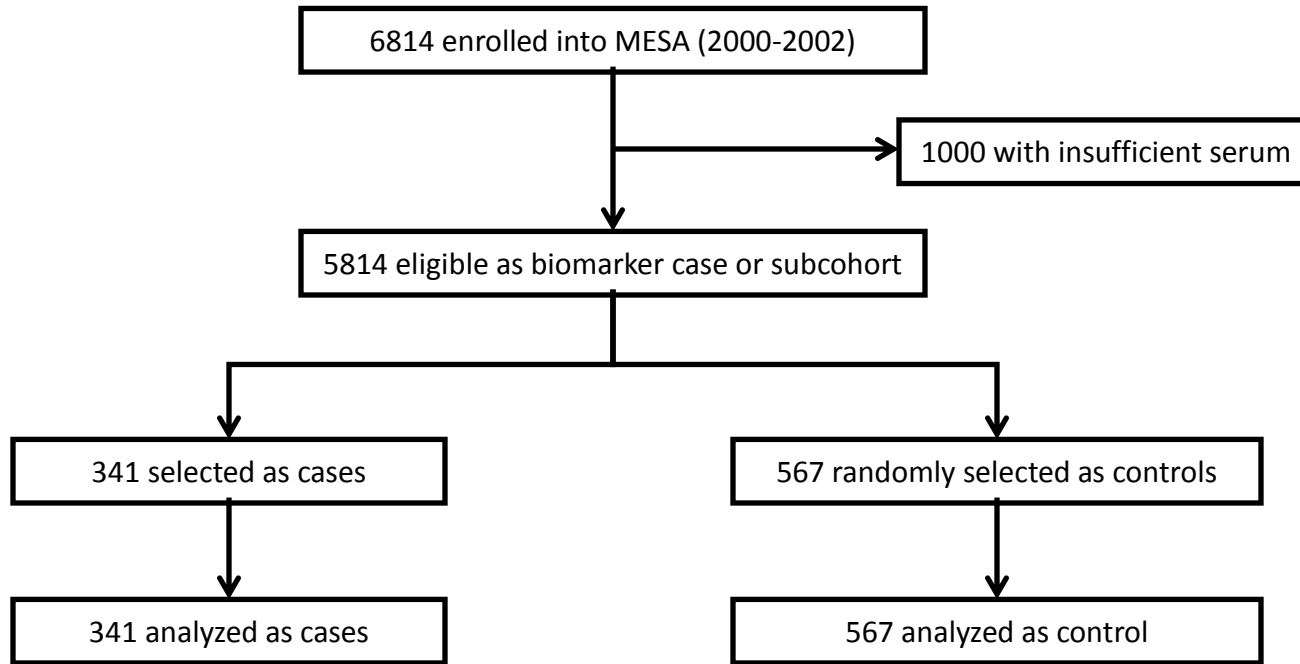 6814 enrolled into MESA (2000-2002)
1000 with insufficient serum
5814 eligible as biomarker case or subcohort
341 selected as cases
567 randomly selected as controls
341 analyzed as cases
567 analyzed as control